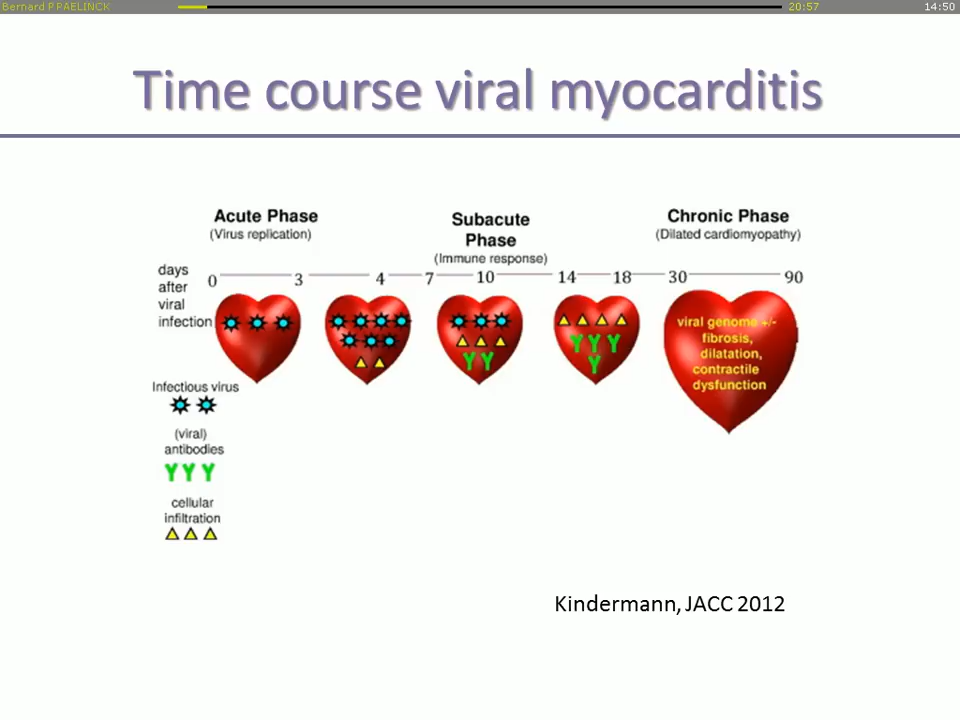 Bernard P PAELINCK 20:57 14:50
Time course viral myocarditis
Acute Phase
(Virus replication)
Subacute
Phase
(Immune response)
Chronic Phase
(Dilated cardiomyopathy)
days
after
viral
infection
0 3 4 7 10 14 18 30 90
viral genome +/-
fibrosis,
dilatation,
contractile
dysfunction
Infectious virus
(viral)
antibodies
cellular
infiltration
Kindermann, JACC 2012